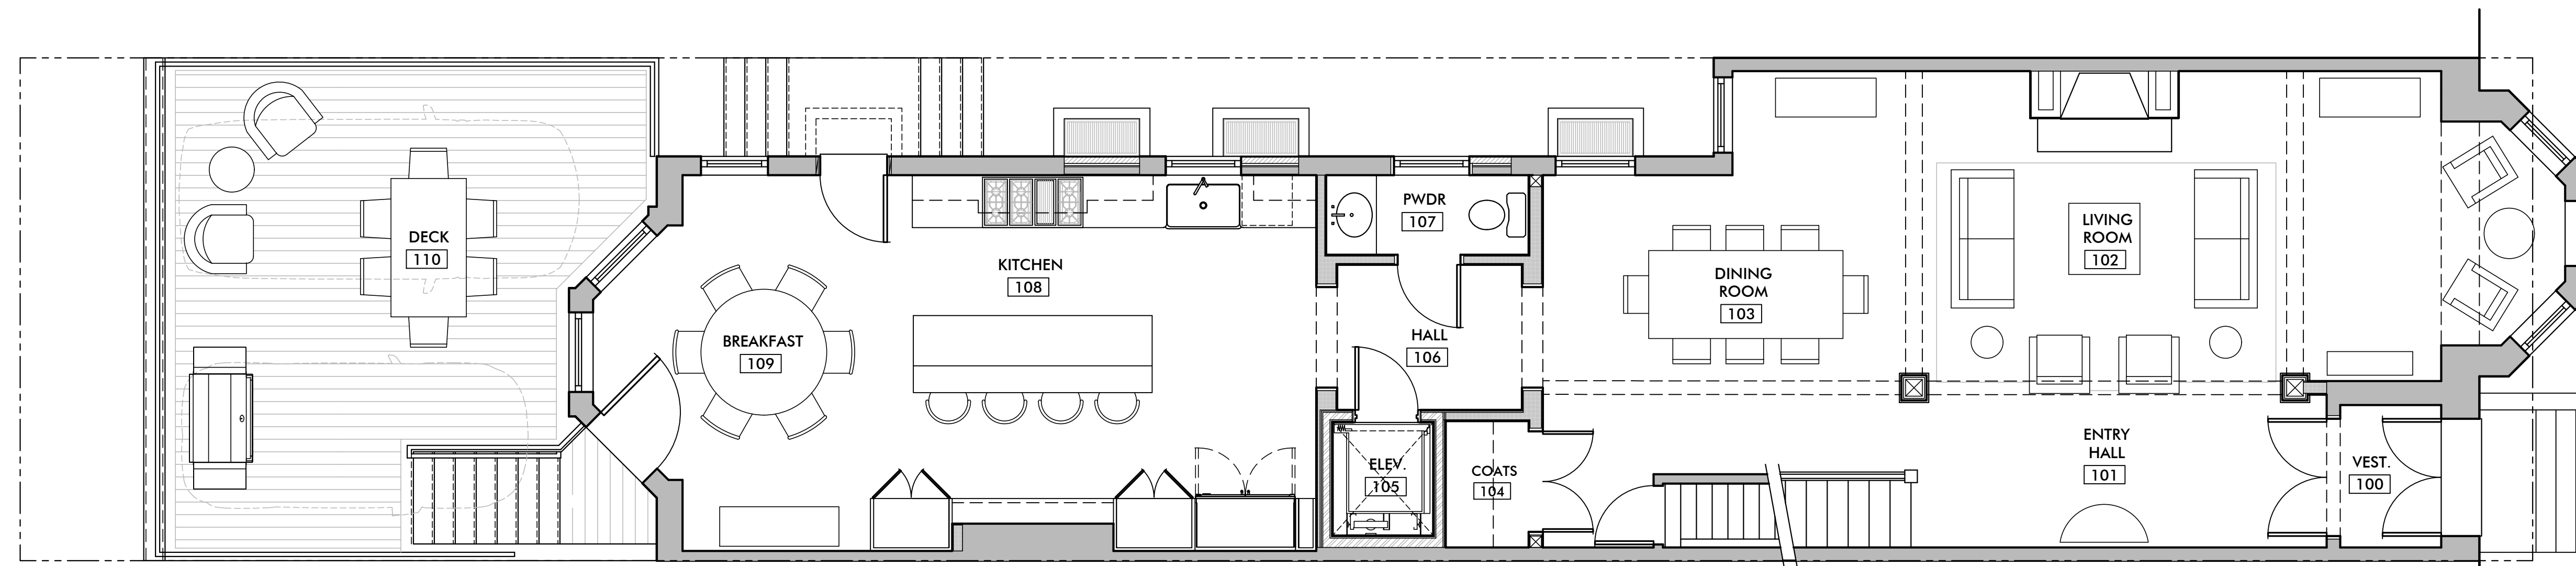 DECK
110
BREAKFAST
109
KITCHEN
108
PWDR
107
HALL
106
ELEV.
105
COATS
104
DINING
ROOM
103
LIVING
ROOM
102
ENTRY
HALL
101
VEST.
100